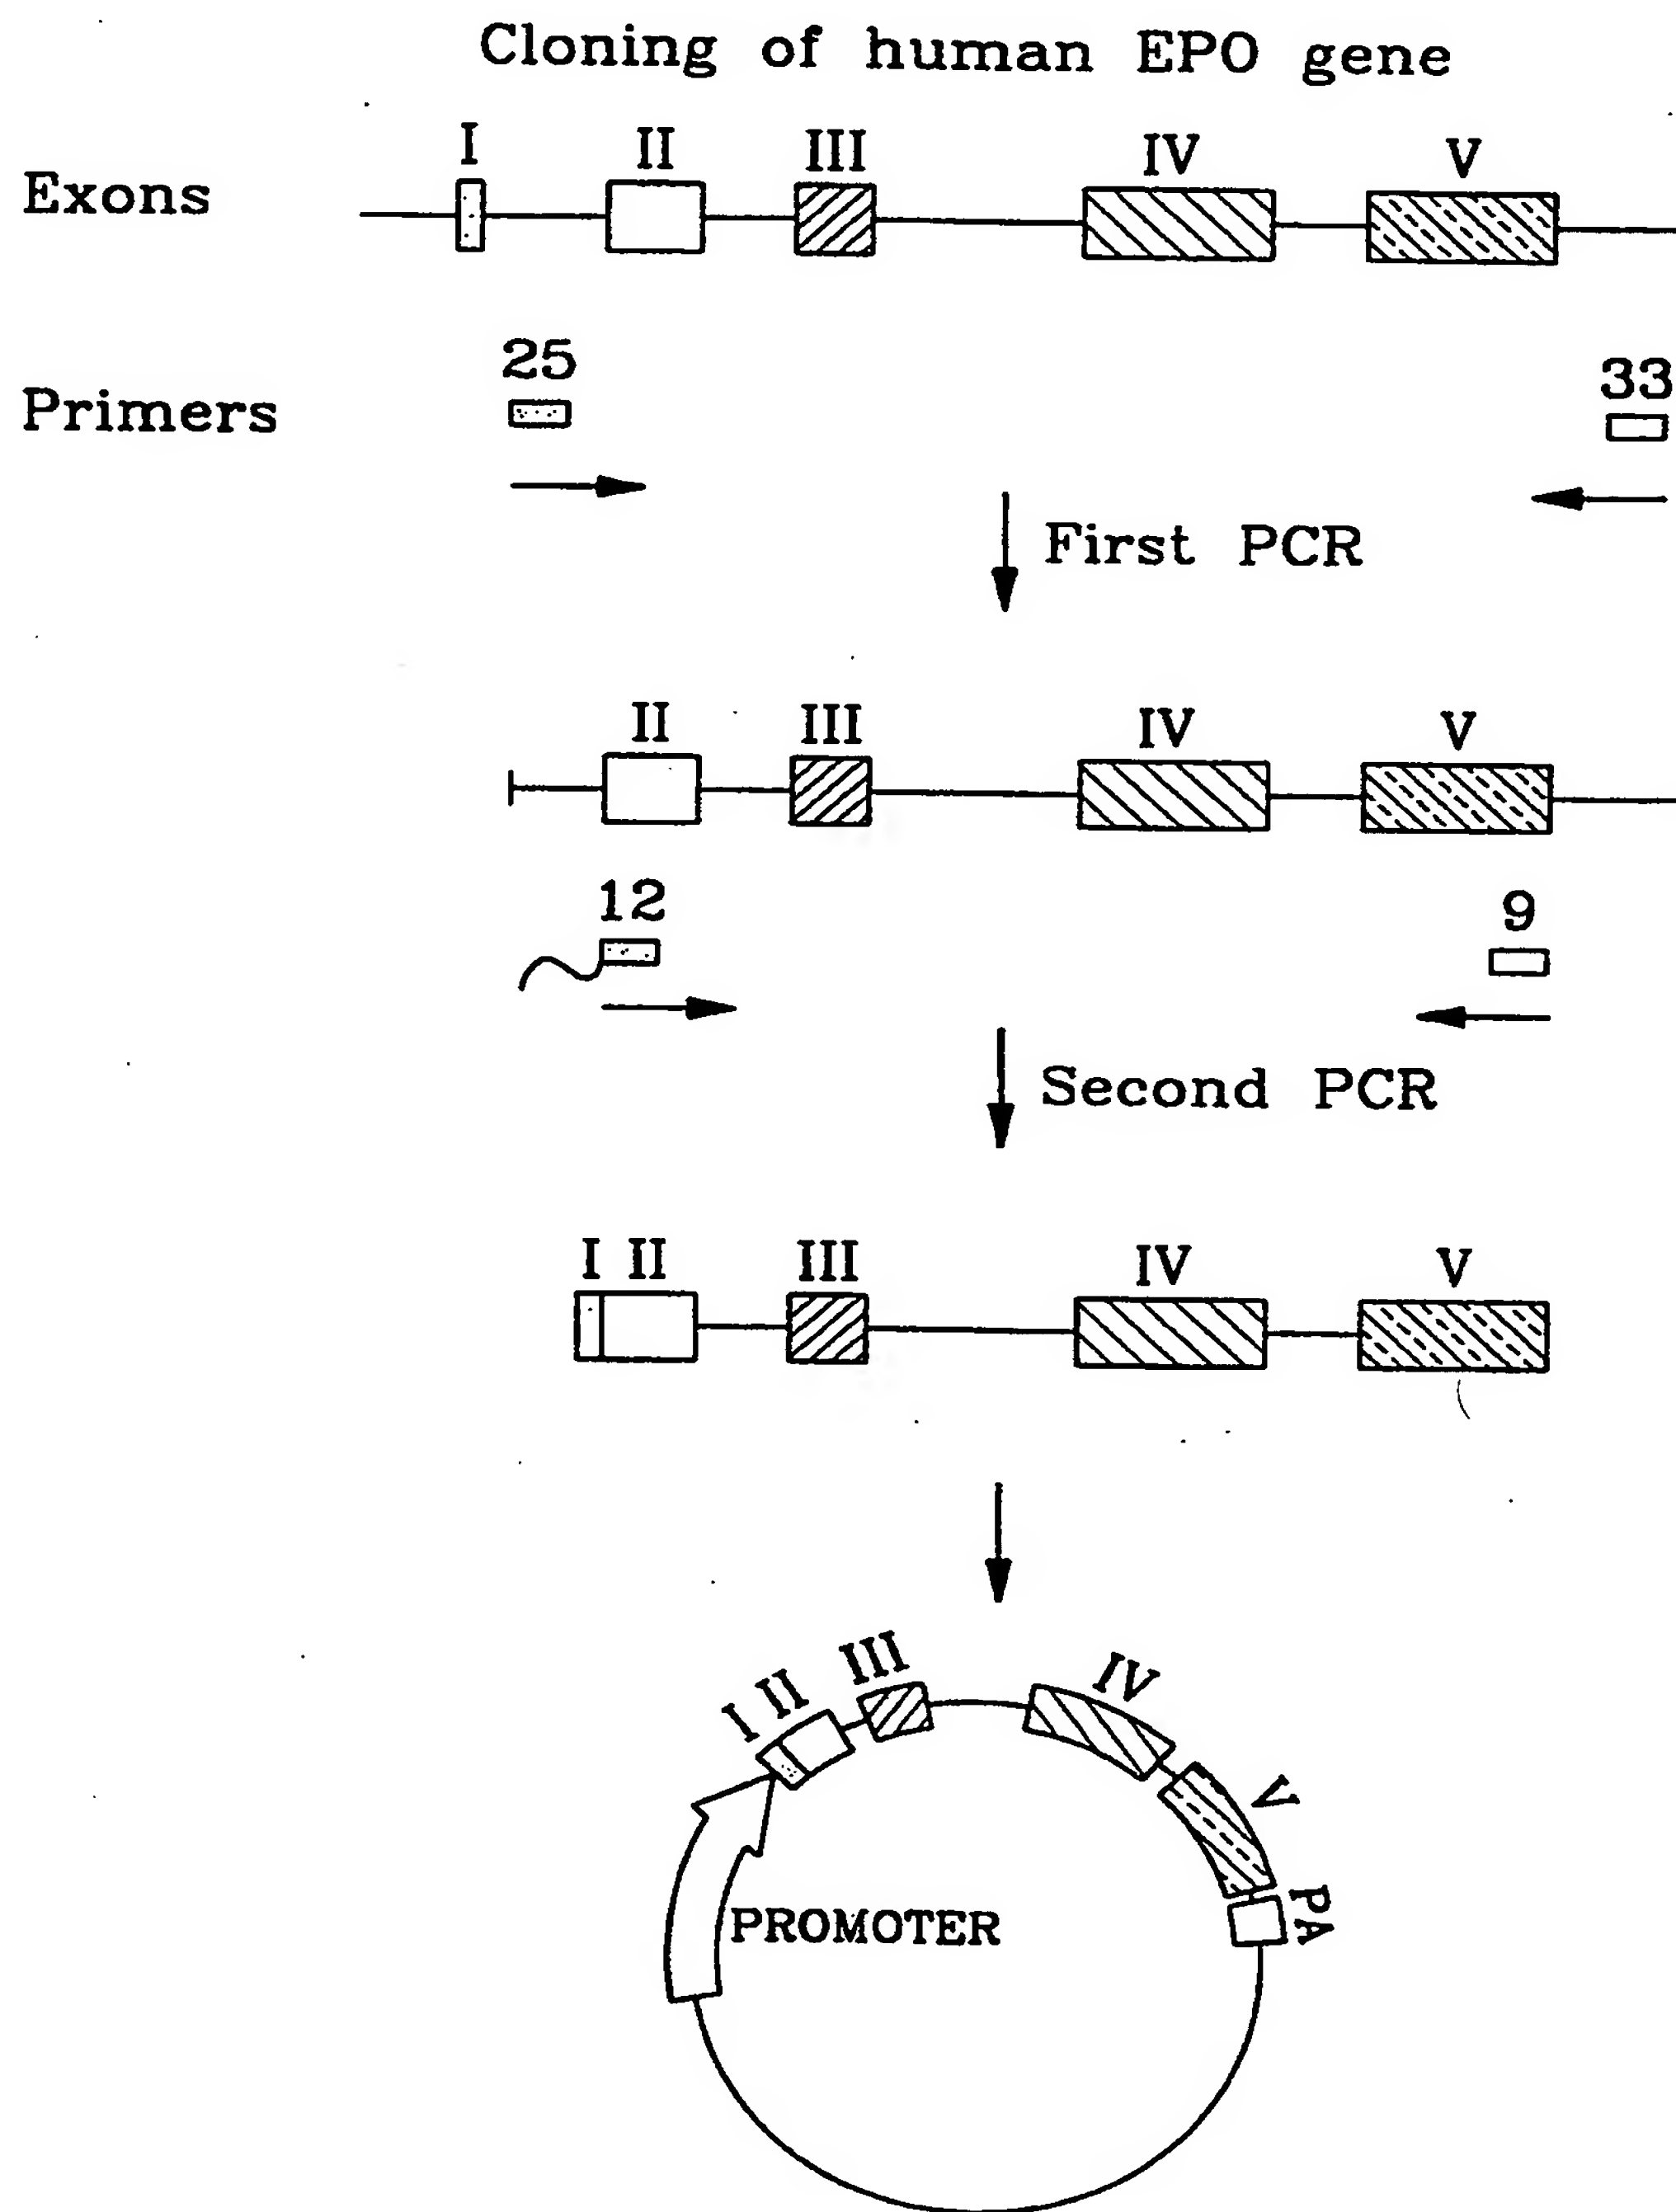 Cloning of human EPO gene
I II III IV V
Exons
25 33
Primers
First PCR
II III IV V
12 9
Second PCR
I II III IV V
I II III IV V
PA
PROMOTER